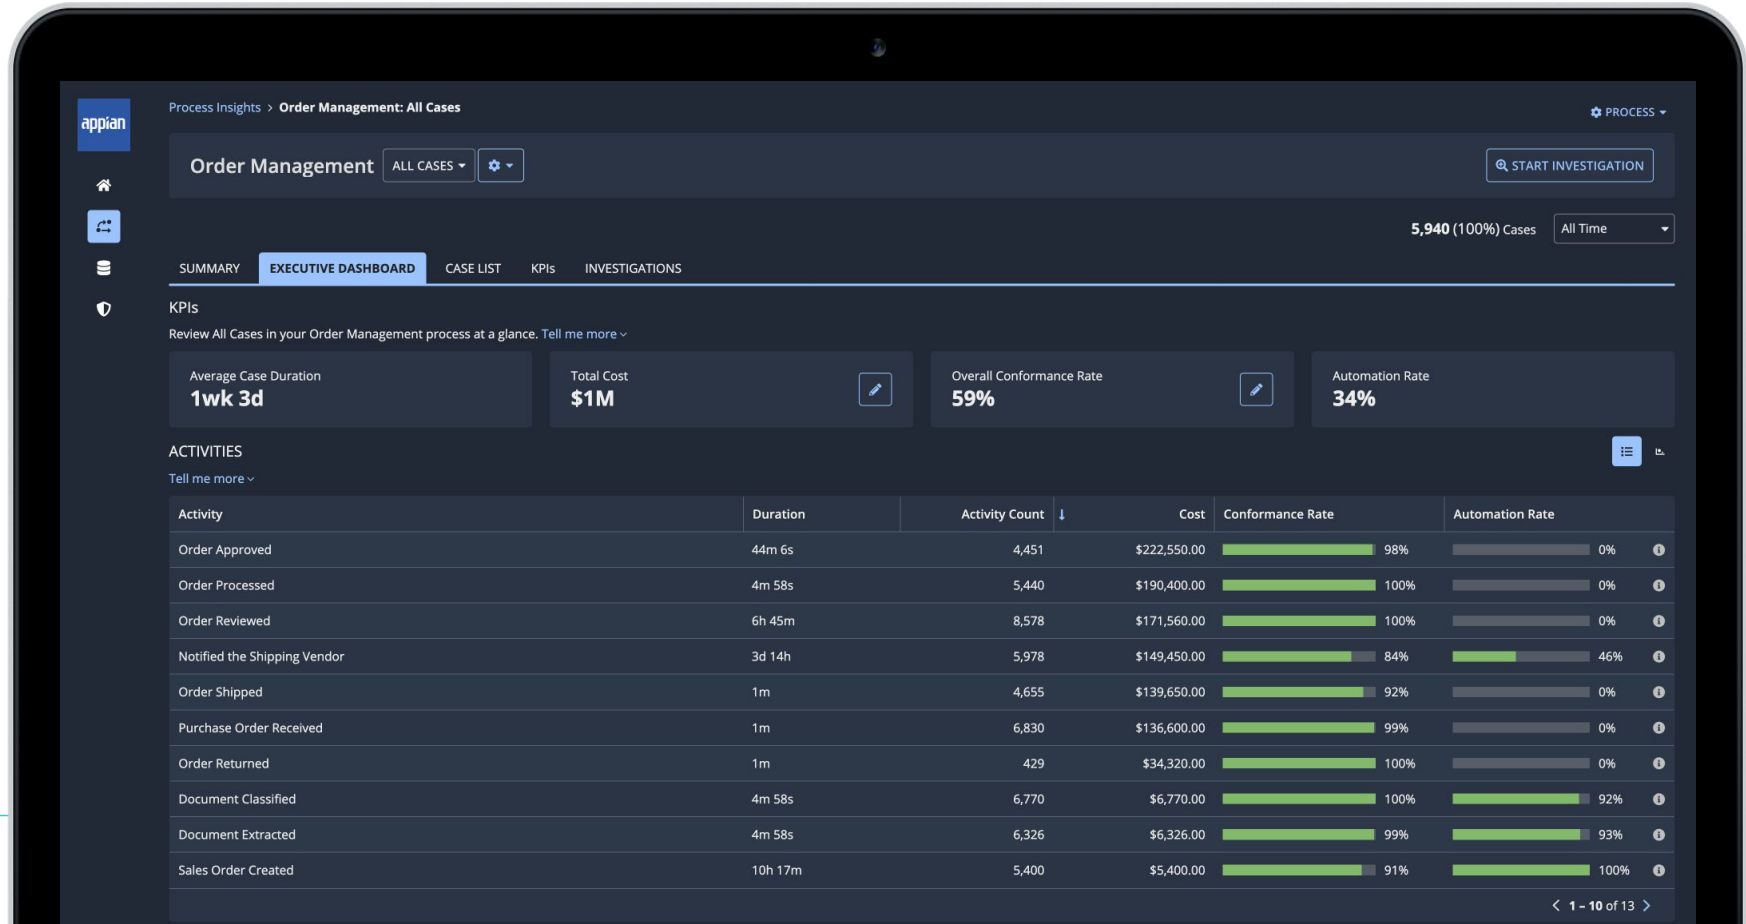 appian
Process Insights > Order Management: All Cases
PROCESS
Order Management ALL CASES
START INVESTIGATION
5,940 (100%) Cases All Time
SUMMARY EXECUTIVE DASHBOARD CASE LIST KPIs INVESTIGATIONS
KPIs
Review All Cases in your Order Management process at a glance. Tell me more
Average Case Duration
1wk 3d
Total Cost
$1M
Overall Conformance Rate
59%
Automation Rate
34%
ACTIVITIES
Tell me more
Activity Duration Activity Count Cost Conformance Rate Automation Rate
Order Approved 44m 6s 4,451 $222,550.00 98% 0%
Order Processed 4m 58s 5,440 $190,400.00 100% 0%
Order Reviewed 6h 45m 8,578 $171,560.00 100% 0%
Notified the Shipping Vendor 3d 14h 5,978 $149,450.00 84% 46%
Order Shipped 1m 4,655 $139,650.00 92% 0%
Purchase Order Received 1m 6,830 $136,600.00 99% 0%
Order Returned 1m 429 $34,320.00 100% 0%
Document Classified 4m 58s 6,770 $6,770.00 100% 92%
Document Extracted 4m 58s 6,326 $6,326.00 99% 93%
Sales Order Created 10h 17m 5,400 $5,400.00 91% 100%
1 – 10 of 13